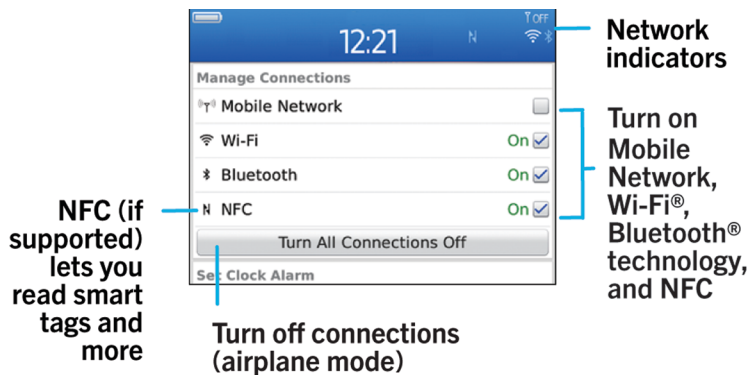 OFF
12:21
Network
indicators
Manage Connections
Mobile Network
Wi-Fi On
Bluetooth On
NFC On
Turn All Connections Off
Set Clock Alarm
Turn on
Mobile
Network,
Wi-Fi®,
Bluetooth®
technology,
and NFC
NFC (if
supported)
lets you
read smart
tags and
more
Turn off connections
(airplane mode)